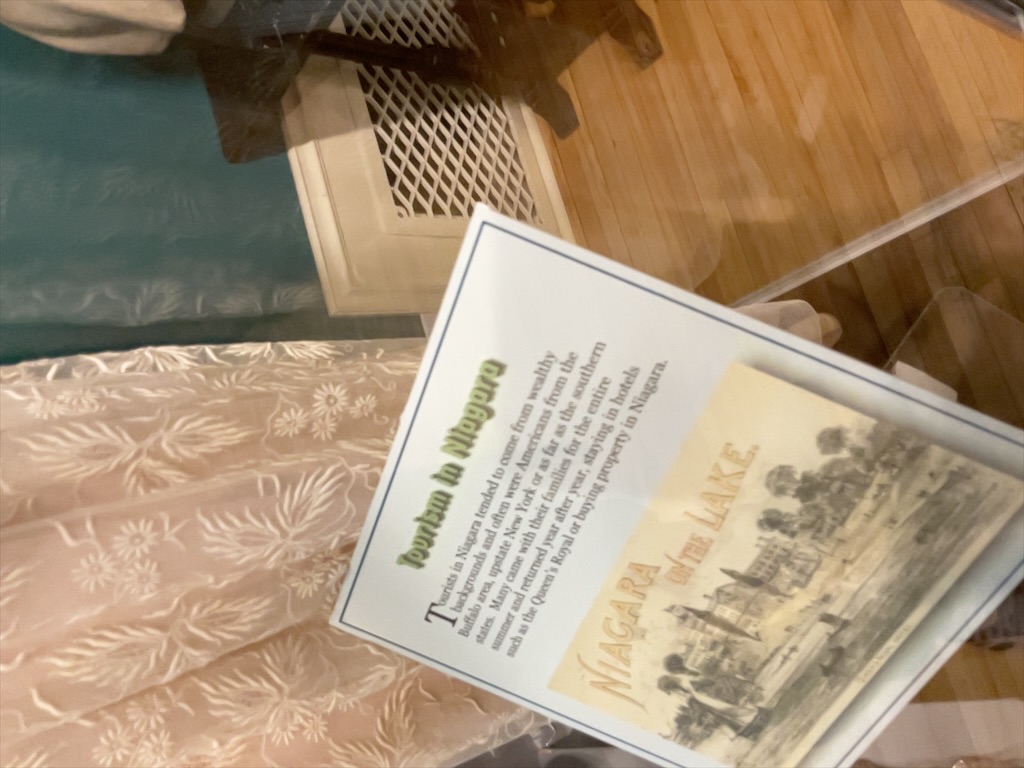 Tourism in Niagara
Tourists in Niagara tended to come from wealthy
backgrounds and often were Americans from the
Buffalo area, upstate New York or as far as the southern
states. Many came with their families for the entire
summer and returned year after year, staying in hotels
such as the Queen's Royal or buying property in Niagara.
NIAGARA
ON THE LAKE.